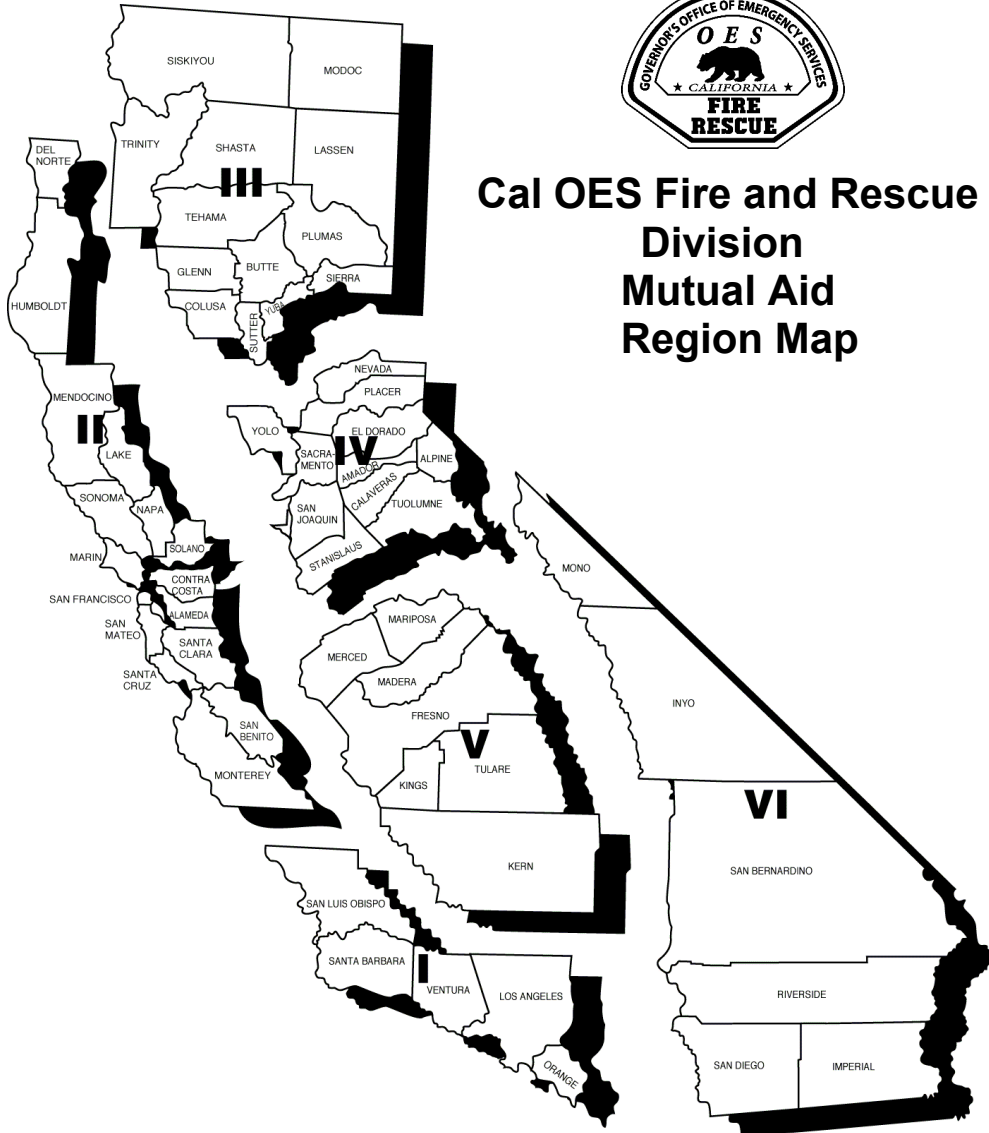 GOVERNOR'S OFFICE OF EMERGENCY SERVICES
O E S
★ CALIFORNIA ★
FIRE
RESCUE
Cal OES Fire and Rescue
Division
Mutual Aid
Region Map
SISKIYOU
MODOC
TRINITY
SHASTA
LASSEN
III
TEHAMA
PLUMAS
GLENN
BUTTE
SIERRA
COLUSA
SUTTER
YUBA
DEL
NORTE
HUMBOLDT
MENDOCINO
II
LAKE
SONOMA
NAPA
SOLANO
MARIN
CONTRA
COSTA
SAN FRANCISCO
ALAMEDA
SAN
MATEO
SANTA
CLARA
SANTA
CRUZ
SAN
BENITO
MONTEREY
NEVADA
PLACER
YOLO
EL DORADO
SACRA-
MENTO
IV
ALPINE
AMADOR
CALAVERAS
TUOLUMNE
SAN
JOAQUIN
STANISLAUS
MARIPOSA
MERCED
MADERA
FRESNO
V
TULARE
KINGS
KERN
SAN LUIS OBISPO
SANTA BARBARA
I
VENTURA
LOS ANGELES
ORANGE
MONO
INYO
VI
SAN BERNARDINO
RIVERSIDE
SAN DIEGO
IMPERIAL